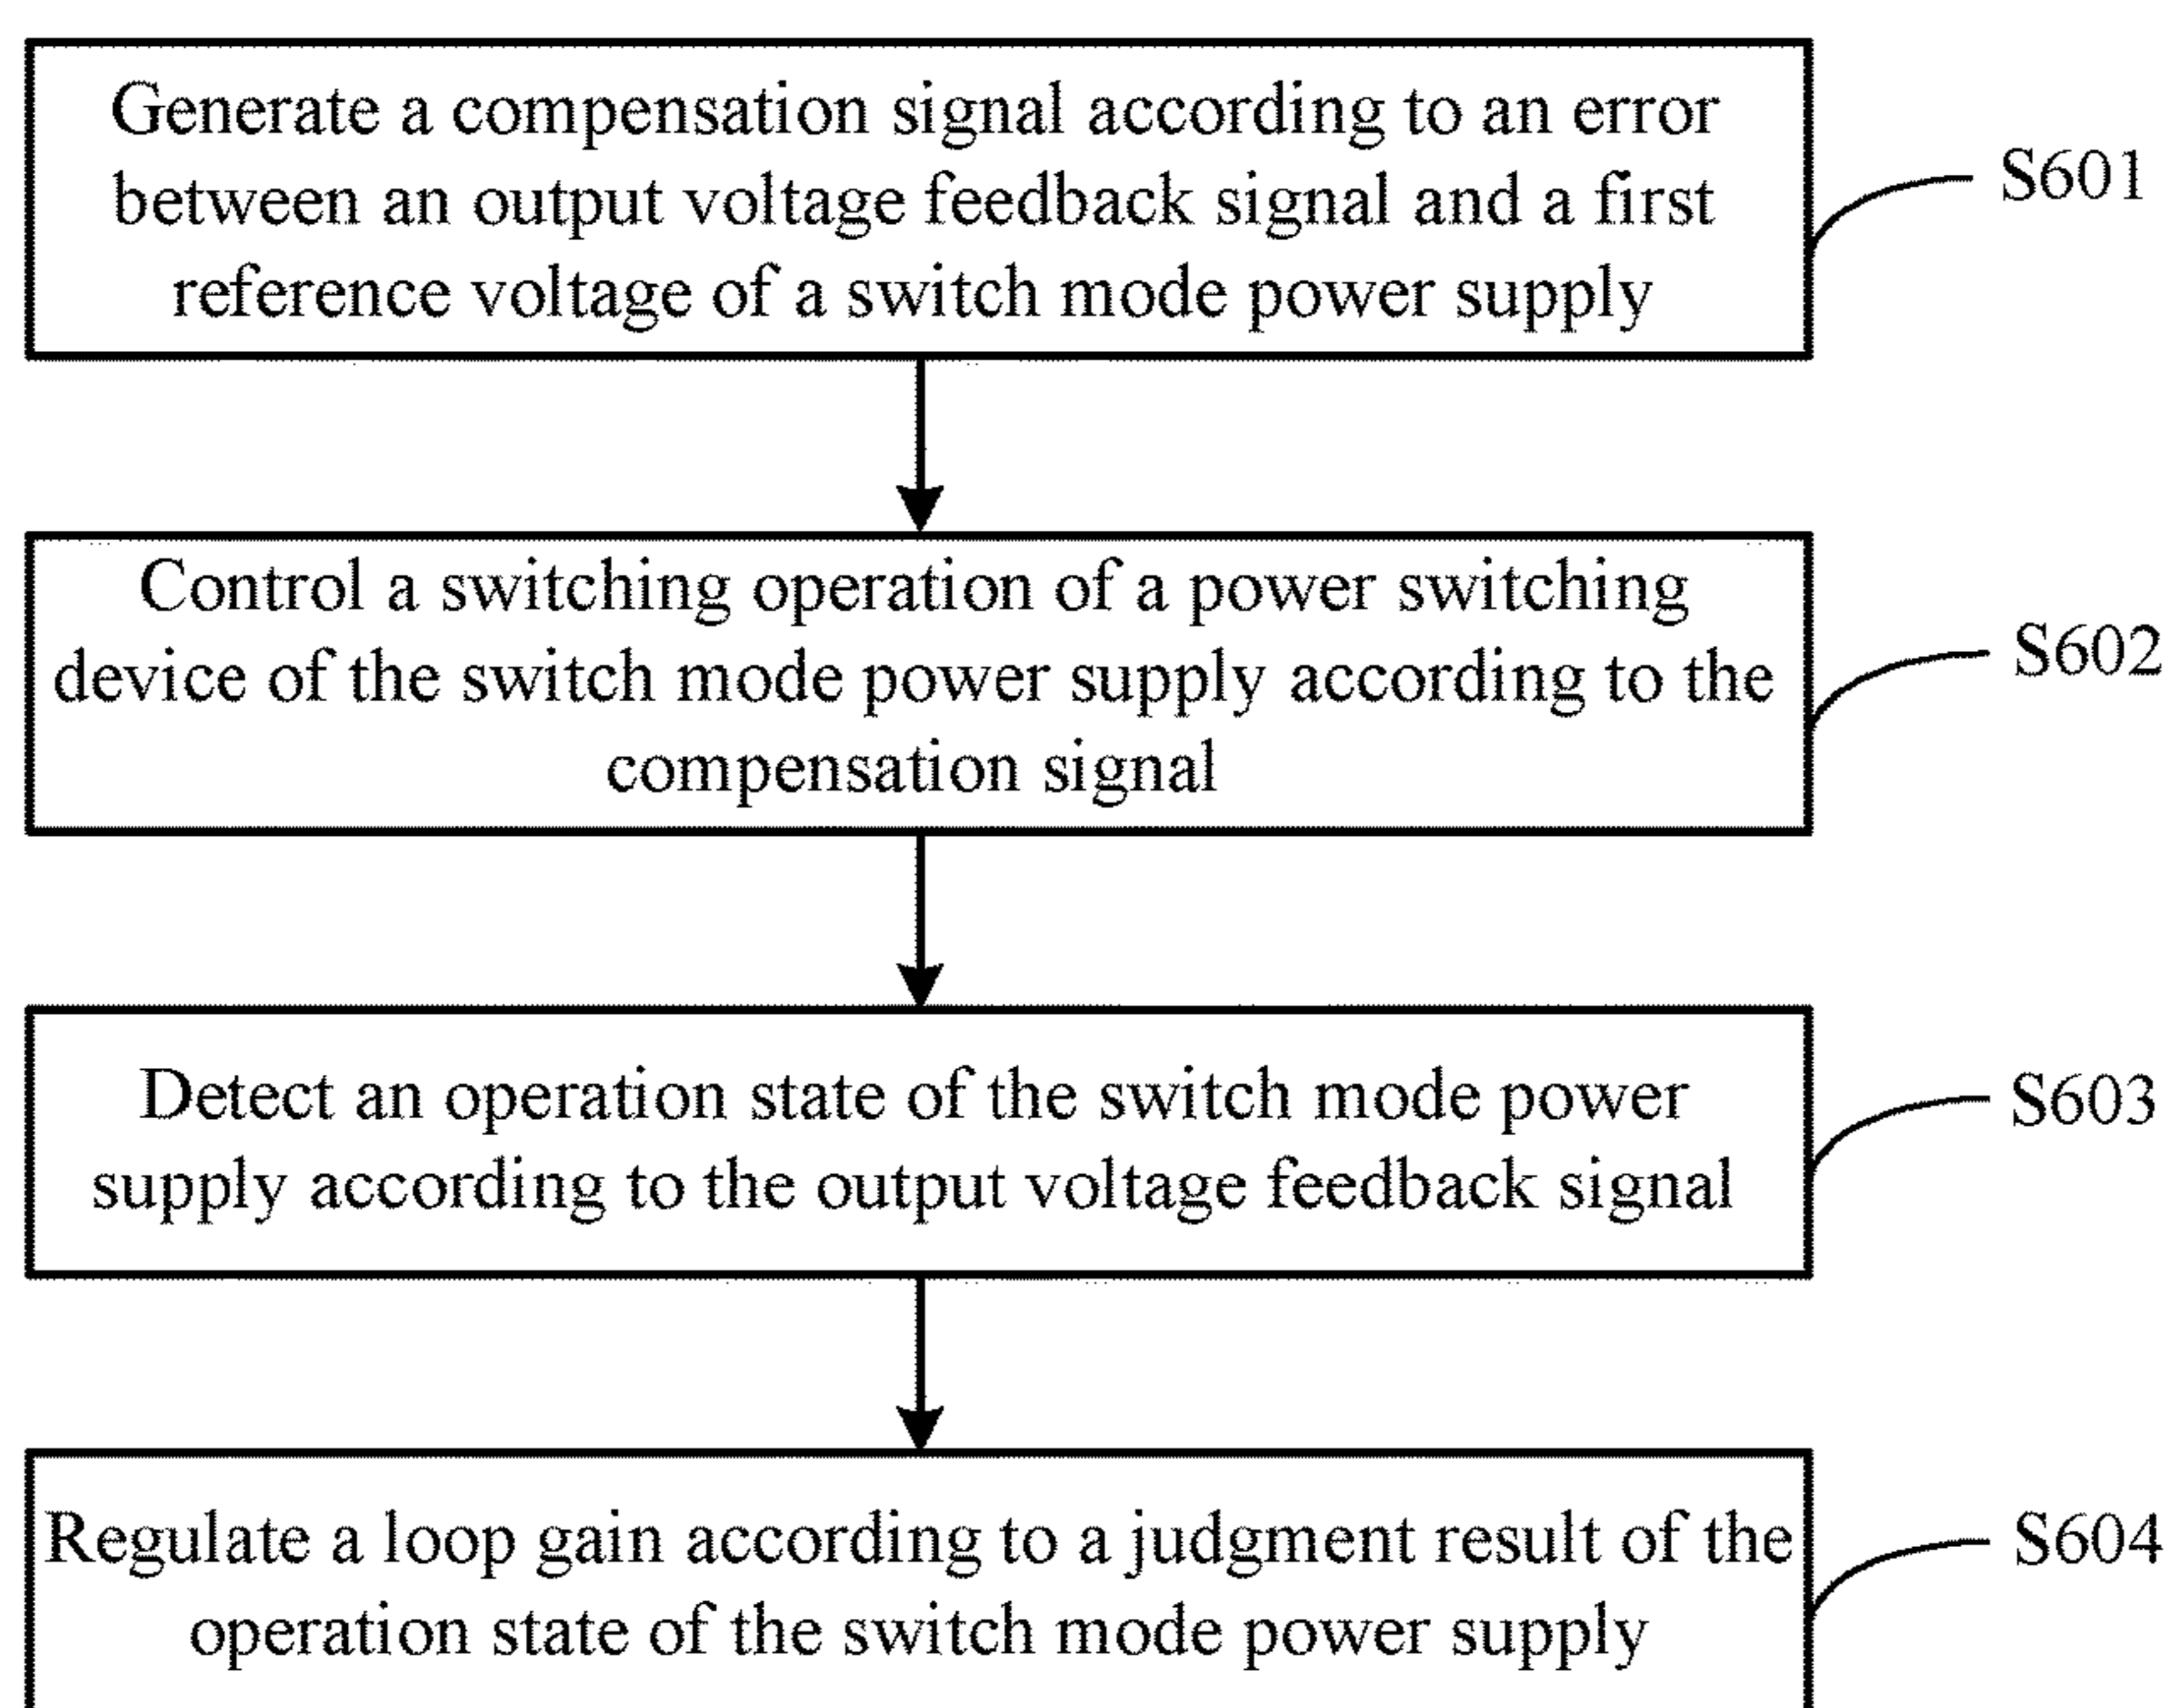 Generate a compensation signal according to an error
between an output voltage feedback signal and a first
reference voltage of a switch mode power supply
S601
Control a switching operation of a power switching
device of the switch mode power supply according to the
compensation signal
S602
Detect an operation state of the switch mode power
supply according to the output voltage feedback signal
S603
Regulate a loop gain according to a judgment result of the
operation state of the switch mode power supply
S604